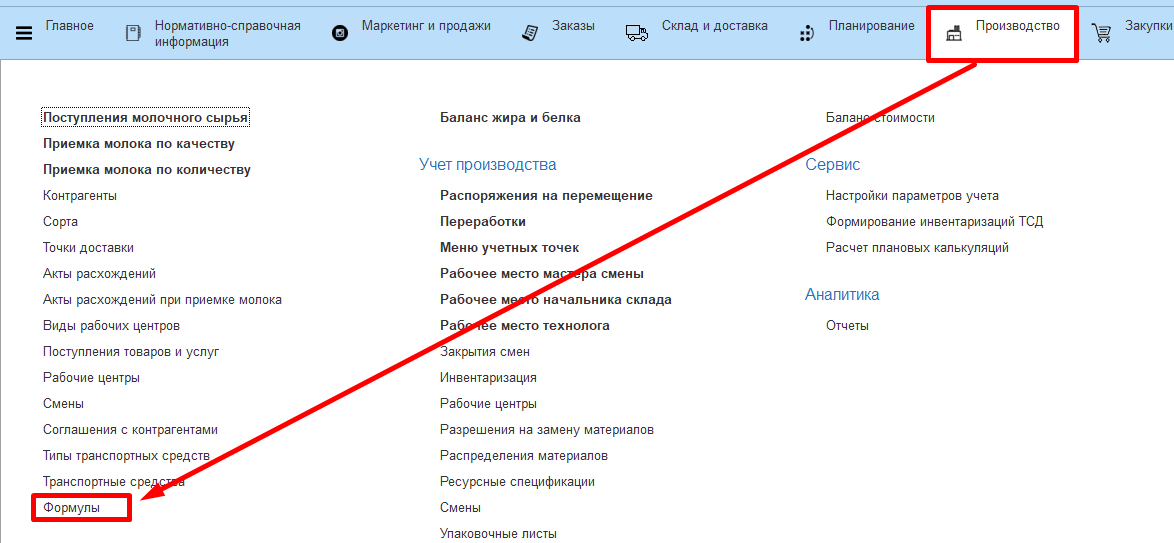 Главное
Нормативно-справочная
информация
Маркетинг и продажи
Заказы
Склад и доставка
Планирование
Производство
Закупки
Поступления молочного сырья
Приемка молока по качеству
Приемка молока по количеству
Контрагенты
Сорта
Точки доставки
Акты расхождений
Акты расхождений при приемке молока
Виды рабочих центров
Поступления товаров и услуг
Рабочие центры
Смены
Соглашения с контрагентами
Типы транспортных средств
Транспортные средства
Формулы
Баланс жира и белка
Учет производства
Распоряжения на перемещение
Переработки
Меню учетных точек
Рабочее место мастера смены
Рабочее место начальника склада
Рабочее место технолога
Закрытия смен
Инвентаризация
Рабочие центры
Разрешения на замену материалов
Распределения материалов
Ресурсные спецификации
Смены
Упаковочные листы
Баланс стоимости
Сервис
Настройки параметров учета
Формирование инвентаризаций ТСД
Расчет плановых калькуляций
Аналитика
Отчеты